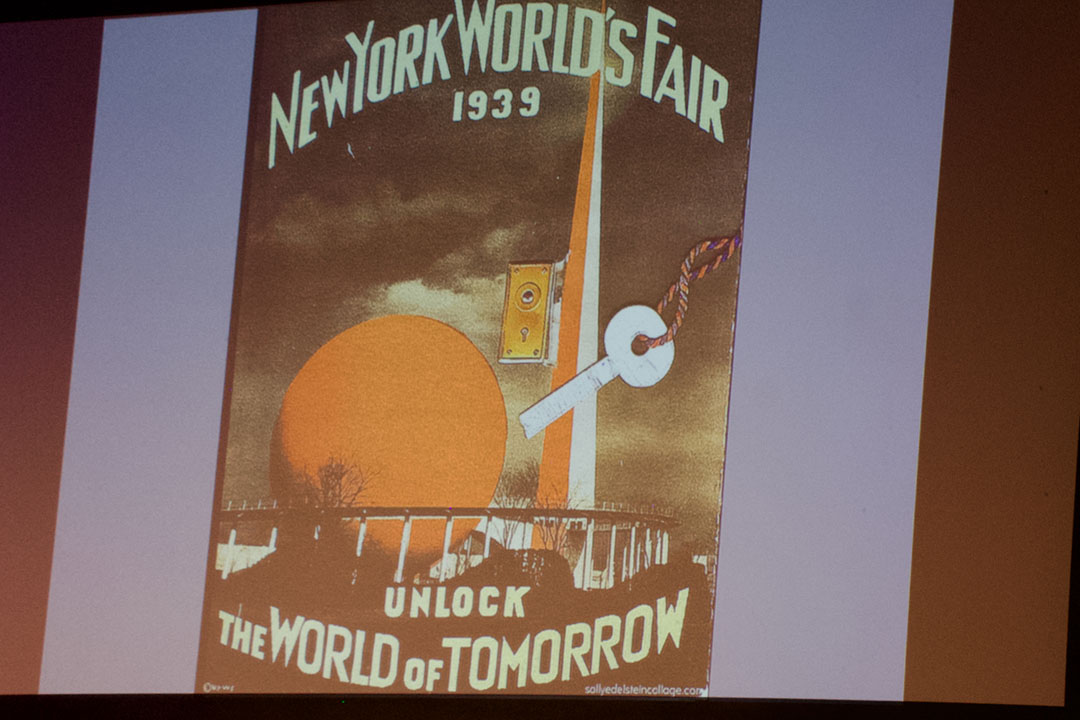 NEW YORK WORLD'S FAIR
1939
UNLOCK
THE WORLD OF TOMORROW
sallyedelsteincollage.com